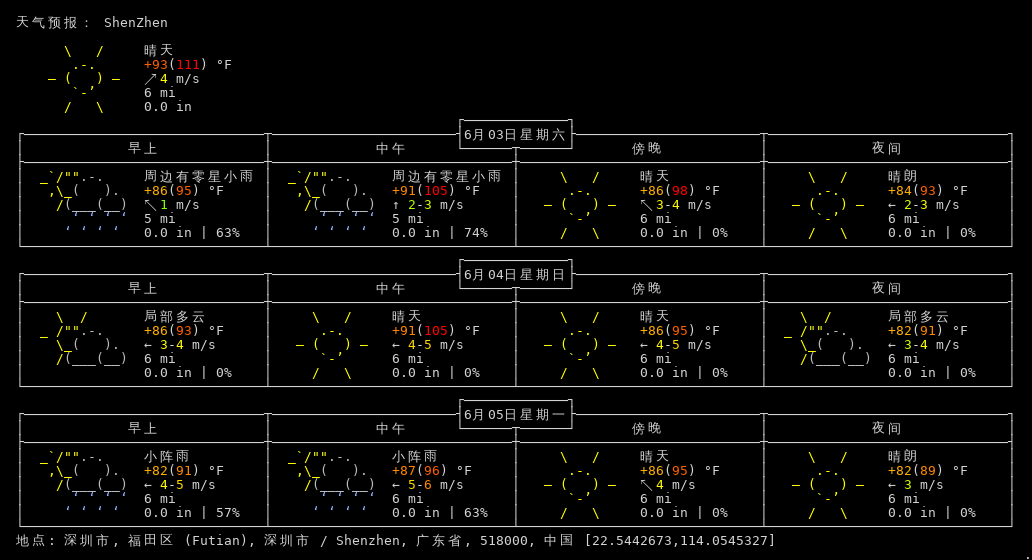 天气预报： ShenZhen
晴天
+93(111) °F
↗4 m/s
6 mi
0.0 in
6月03日星期六
早上 中午 傍晚 夜间
周边有零星小雨 周边有零星小雨 晴天 晴朗
+86(95) °F +91(105) °F +86(98) °F +84(93) °F
↖1 m/s ↑ 2-3 m/s ↖3-4 m/s ← 2-3 m/s
5 mi 5 mi 6 mi 6 mi
0.0 in | 63% 0.0 in | 74% 0.0 in | 0% 0.0 in | 0%
6月04日星期日
早上 中午 傍晚 夜间
局部多云 晴天 晴天 局部多云
+86(93) °F +91(105) °F +86(95) °F +82(91) °F
← 3-4 m/s ← 4-5 m/s ← 4-5 m/s ← 3-4 m/s
6 mi 6 mi 6 mi 6 mi
0.0 in | 0% 0.0 in | 0% 0.0 in | 0% 0.0 in | 0%
6月05日星期一
早上 中午 傍晚 夜间
小阵雨 小阵雨 晴天 晴朗
+82(91) °F +87(96) °F +86(95) °F +82(89) °F
← 4-5 m/s ← 5-6 m/s ↖4 m/s ← 3 m/s
6 mi 6 mi 6 mi 6 mi
0.0 in | 57% 0.0 in | 63% 0.0 in | 0% 0.0 in | 0%
地点: 深圳市, 福田区 (Futian), 深圳市 / Shenzhen, 广东省, 518000, 中国 [22.5442673,114.0545327]